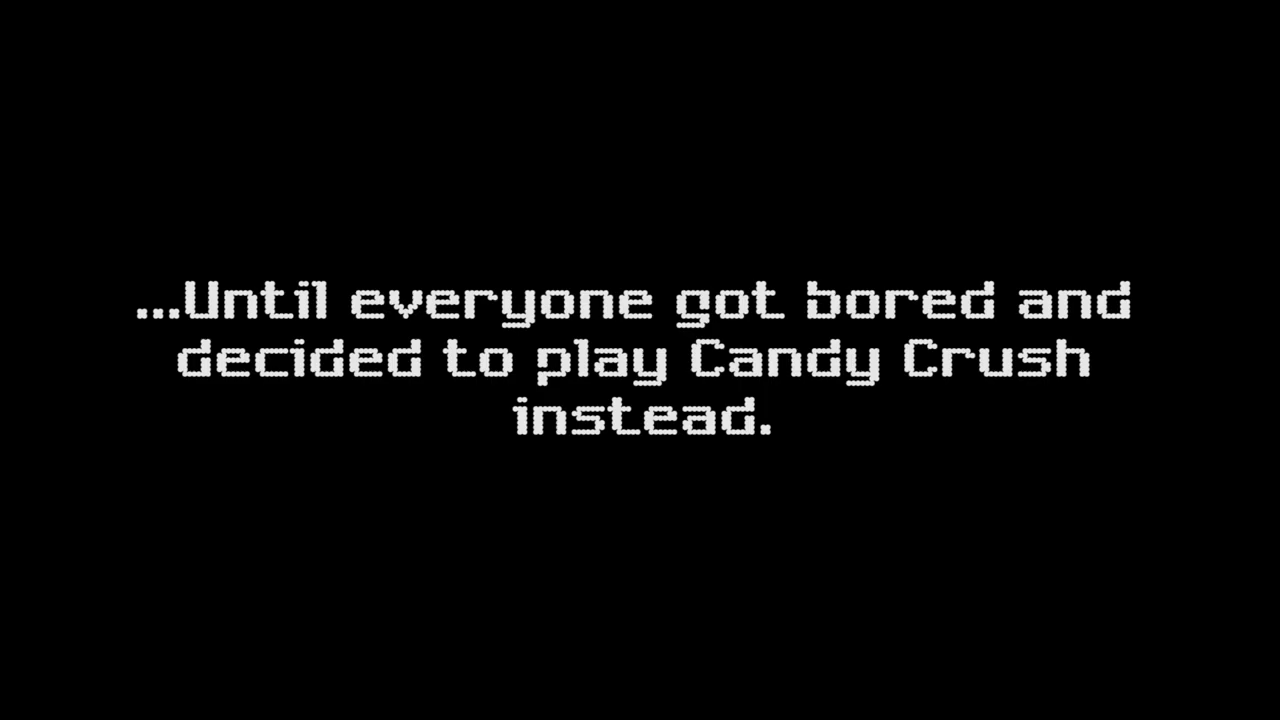 ...Until everyone got bored and
decided to play Candy Crush
instead.